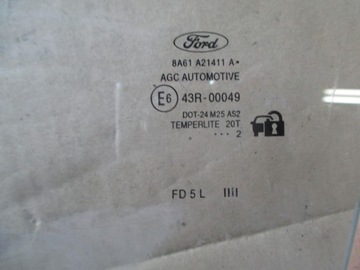 Ford
8A61 A21411 A•
AGC AUTOMOTIVE
E6 43R-00049
DOT-24 M25 AS2
TEMPERLITE 20T
... 2
FD 5 L IIiI